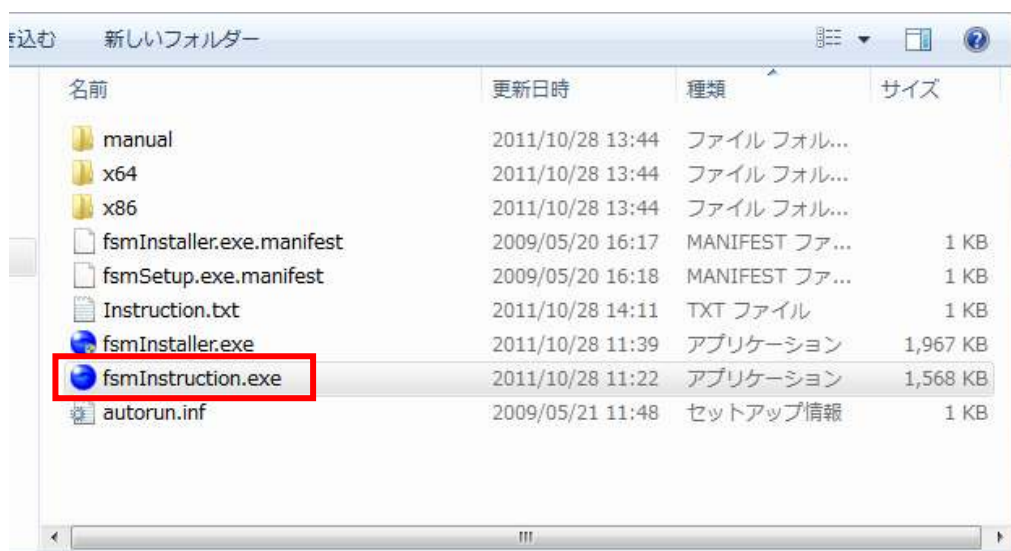 き込む 新しいフォルダー
名前 更新日時 種類 サイズ
manual 2011/10/28 13:44 ファイル フォル...
x64 2011/10/28 13:44 ファイル フォル...
x86 2011/10/28 13:44 ファイル フォル...
fsmInstaller.exe.manifest 2009/05/20 16:17 MANIFEST ファ... 1 KB
fsmSetup.exe.manifest 2009/05/20 16:18 MANIFEST ファ... 1 KB
Instruction.txt 2011/10/28 14:11 TXT ファイル 1 KB
fsmInstaller.exe 2011/10/28 11:39 アプリケーション 1,967 KB
fsmInstruction.exe 2011/10/28 11:22 アプリケーション 1,568 KB
autorun.inf 2009/05/21 11:48 セットアップ情報 1 KB